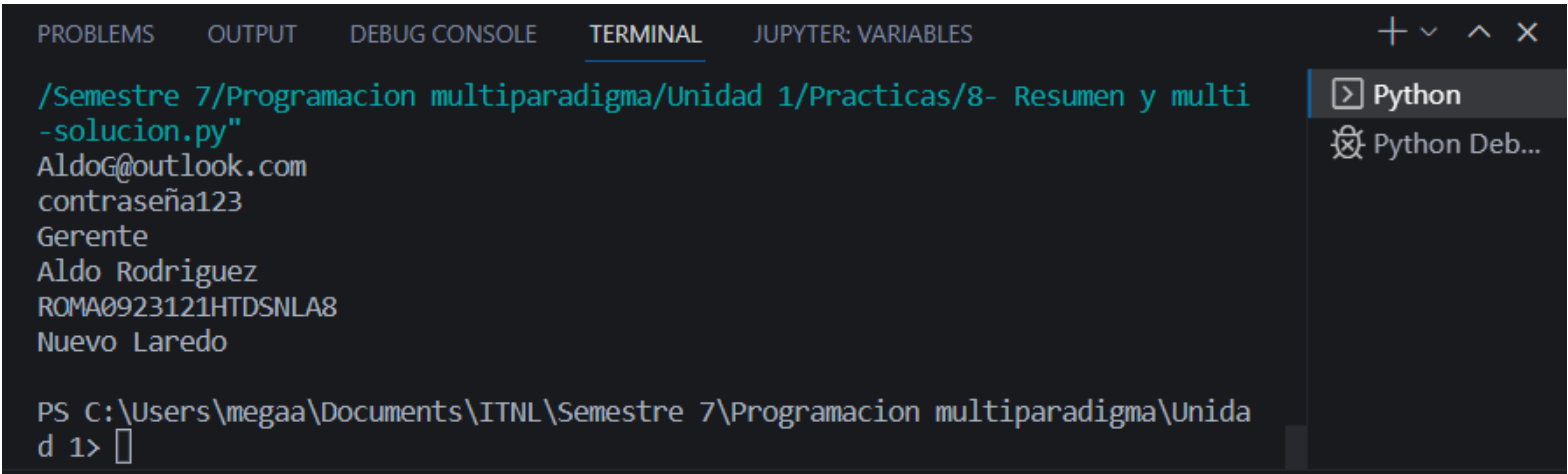 PROBLEMS OUTPUT DEBUG CONSOLE TERMINAL JUPYTER: VARIABLES
/Semestre 7/Programacion multiparadigma/Unidad 1/Practicas/8- Resumen y multi
-solucion.py"
AldoG@outlook.com
contraseña123
Gerente
Aldo Rodriguez
ROMA0923121HTDSNLA8
Nuevo Laredo
PS C:\Users\megaa\Documents\ITNL\Semestre 7\Programacion multiparadigma\Unida
d 1>
Python
Python Deb...